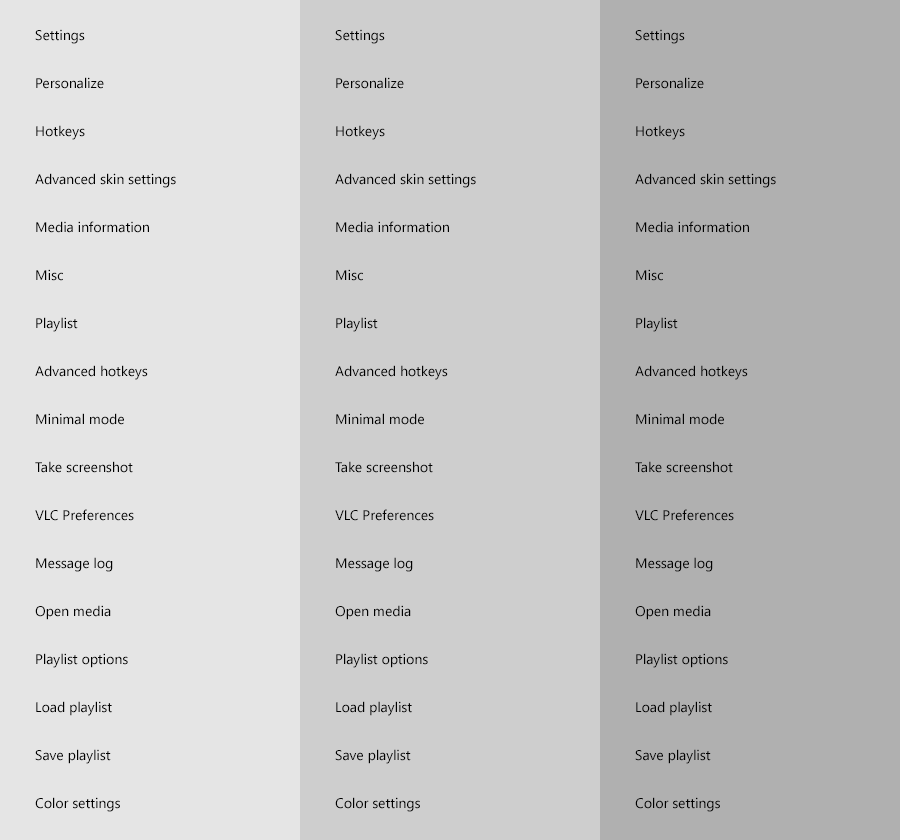 Settings
Personalize
Hotkeys
Advanced skin settings
Media information
Misc
Playlist
Advanced hotkeys
Minimal mode
Take screenshot
VLC Preferences
Message log
Open media
Playlist options
Load playlist
Save playlist
Color settings
Settings
Personalize
Hotkeys
Advanced skin settings
Media information
Misc
Playlist
Advanced hotkeys
Minimal mode
Take screenshot
VLC Preferences
Message log
Open media
Playlist options
Load playlist
Save playlist
Color settings
Settings
Personalize
Hotkeys
Advanced skin settings
Media information
Misc
Playlist
Advanced hotkeys
Minimal mode
Take screenshot
VLC Preferences
Message log
Open media
Playlist options
Load playlist
Save playlist
Color settings